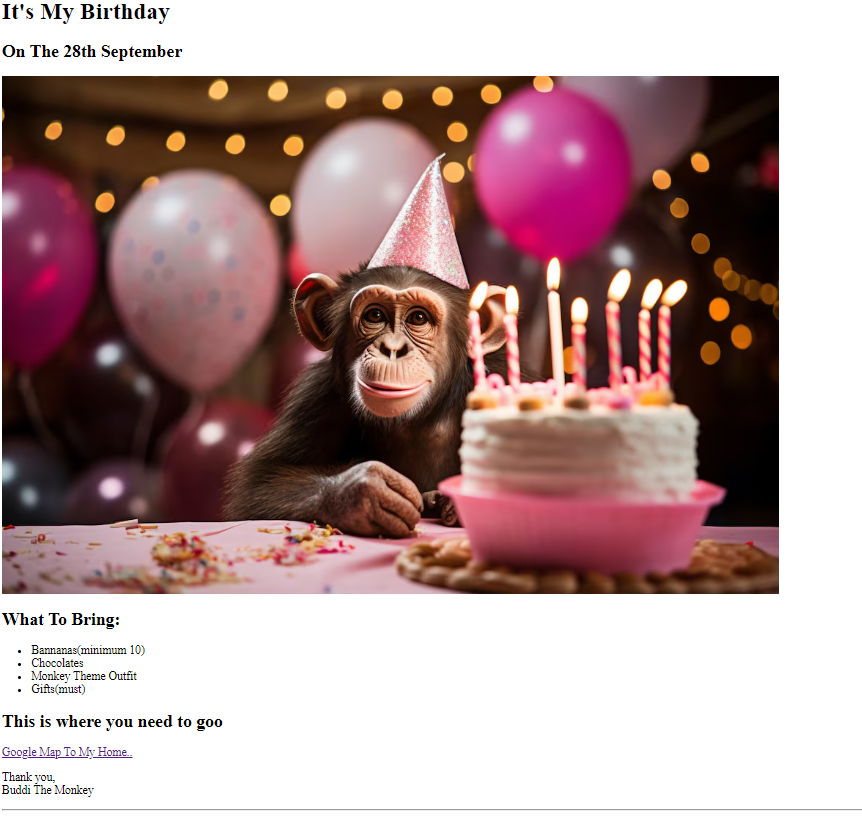 It's My Birthday
On The 28th September
What To Bring:
Bannanas(minimum 10)
Chocolates
Monkey Theme Outfit
Gifts(must)
This is where you need to goo
Google Map To My Home..
Thank you,
Buddi The Monkey